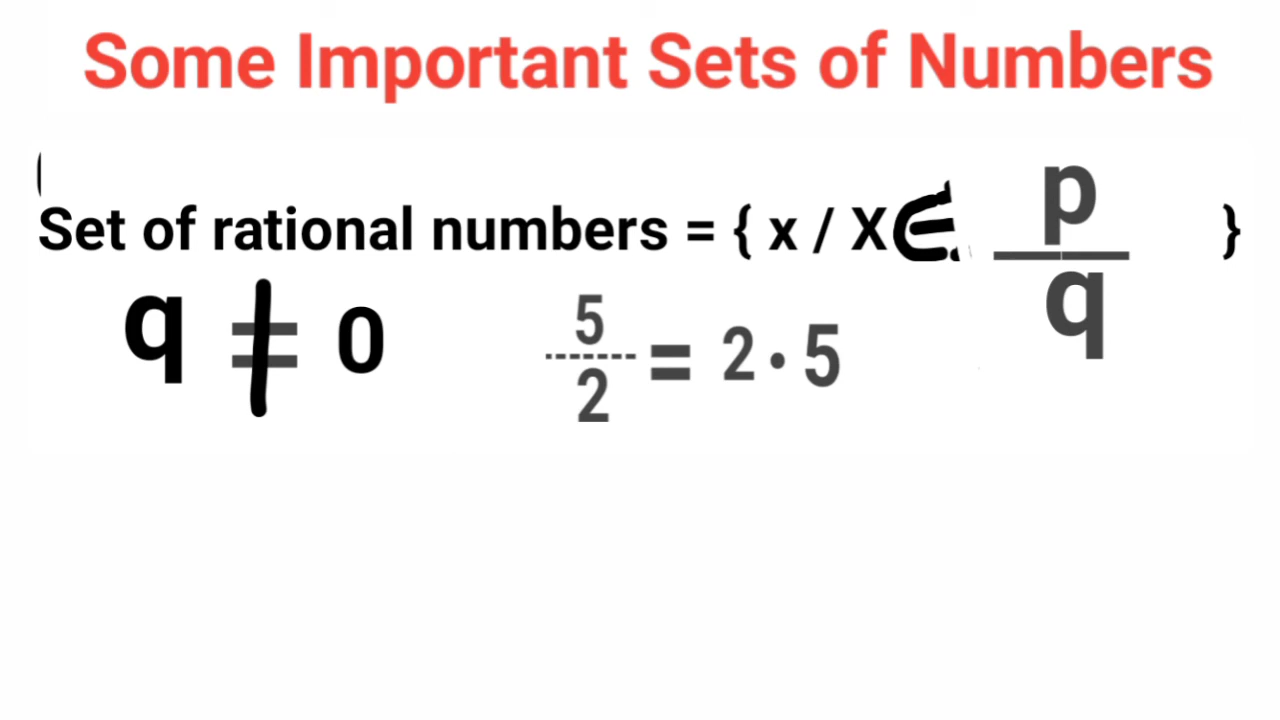 Some Important Sets of Numbers
Set of rational numbers = { x / X∈ p/q }
q ≠ 0 5/2 = 2·5